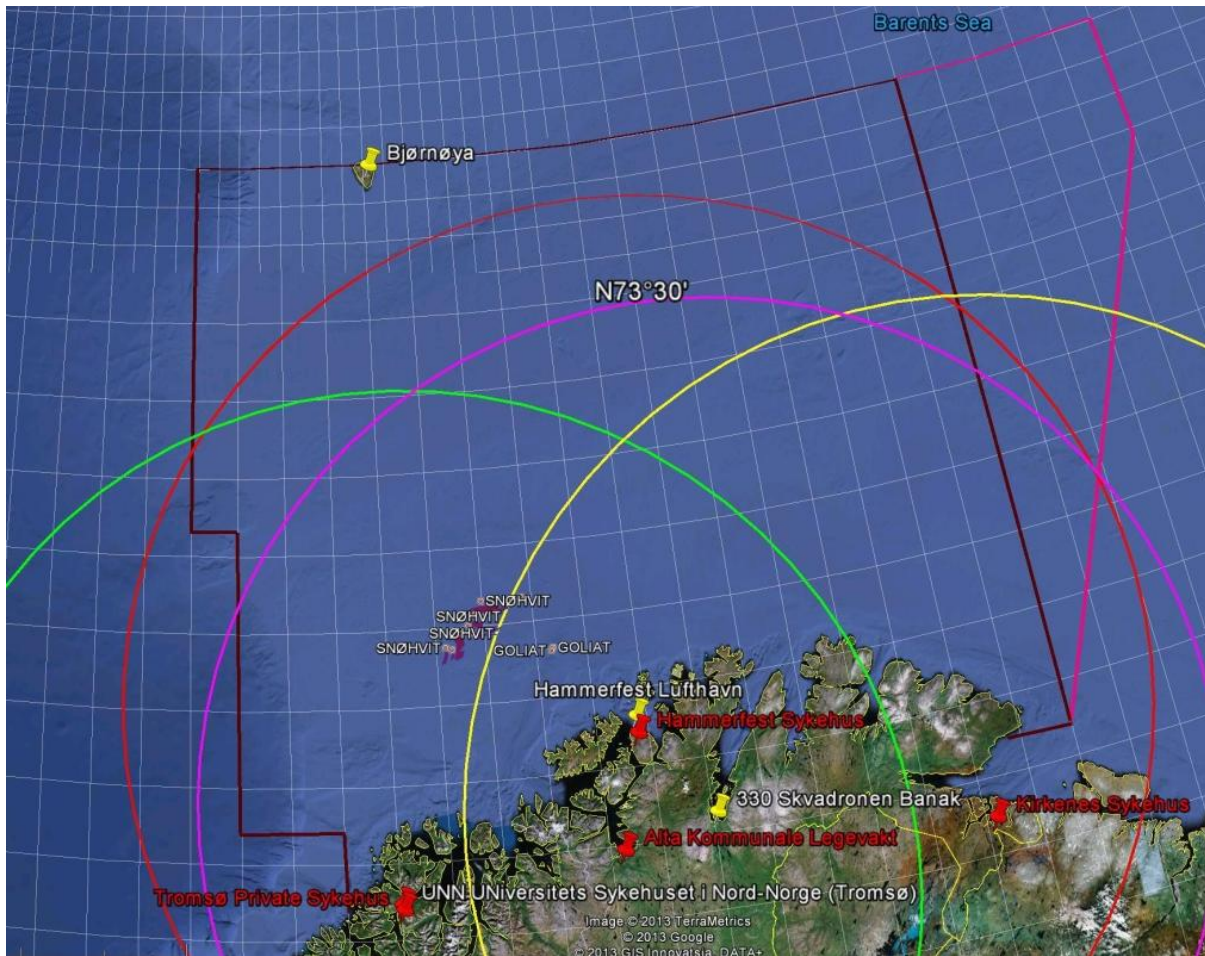 Barents Sea
Bjørnøya
N73°30'
SNØHVIT
SNØHVIT
SNØHVIT
SNØHVIT
GOLIAT
GOLIAT
Hammerfest Lufthavn
Hammerfest Sykehus
330 Skvadronen Banak
Kirkenes Sykehus
Alta Kommunale Legevakt
Tromsø Private Sykehus
UNN UNiversitets Sykehuset i Nord-Norge (Tromsø)
Image © 2013 TerraMetrics
© 2013 Google
© 2013 GIS Innovatsia, DATA+